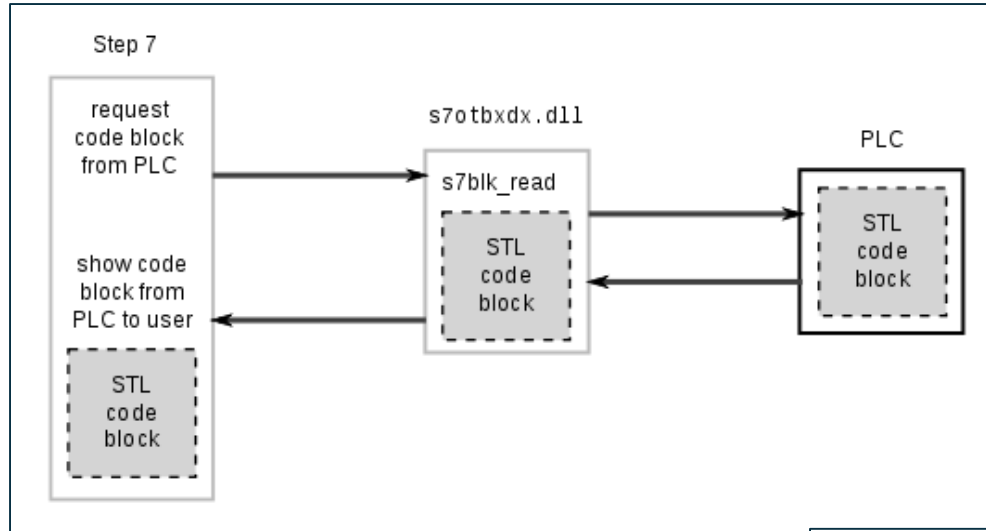 Step 7
request
code block
from PLC
show code
block from
PLC to user
STL
code
block
s7otbxdx.dll
s7blk_read
STL
code
block
PLC
STL
code
block